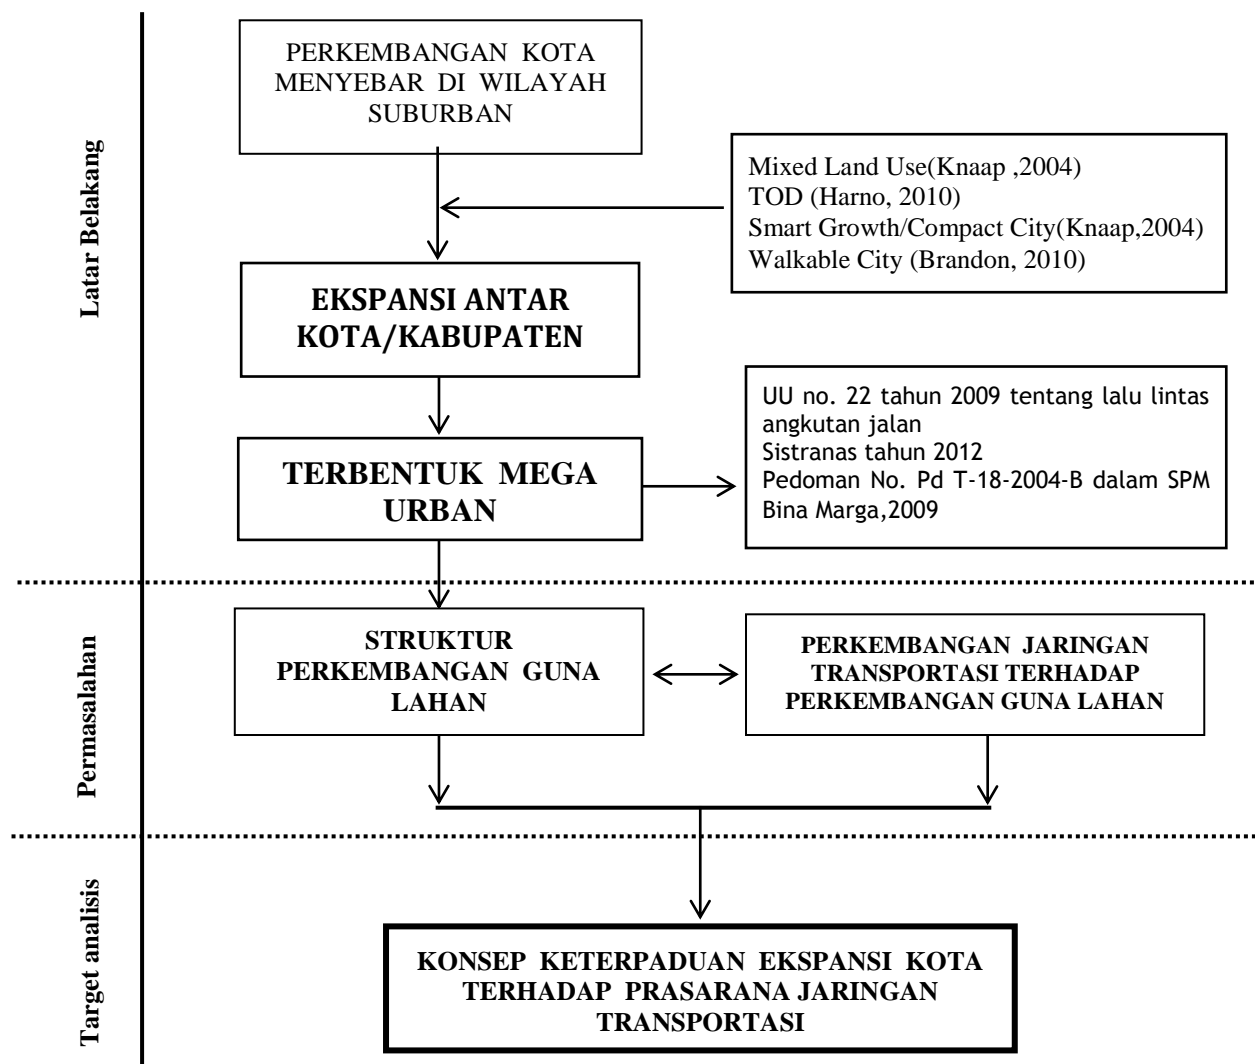 Latar Belakang
PERKEMBANGAN KOTA
MENYEBAR DI WILAYAH
SUBURBAN
Mixed Land Use(Knaap ,2004)
TOD (Harno, 2010)
Smart Growth/Compact City(Knaap,2004)
Walkable City (Brandon, 2010)
EKSPANSI ANTAR
KOTA/KABUPATEN
UU no. 22 tahun 2009 tentang lalu lintas
angkutan jalan
Sistranas tahun 2012
Pedoman No. Pd T-18-2004-B dalam SPM
Bina Marga,2009
TERBENTUK MEGA
URBAN
Permasalahan
STRUKTUR
PERKEMBANGAN GUNA
LAHAN
PERKEMBANGAN JARINGAN
TRANSPORTASI TERHADAP
PERKEMBANGAN GUNA LAHAN
Target analisis
KONSEP KETERPADUAN EKSPANSI KOTA
TERHADAP PRASARANA JARINGAN
TRANSPORTASI